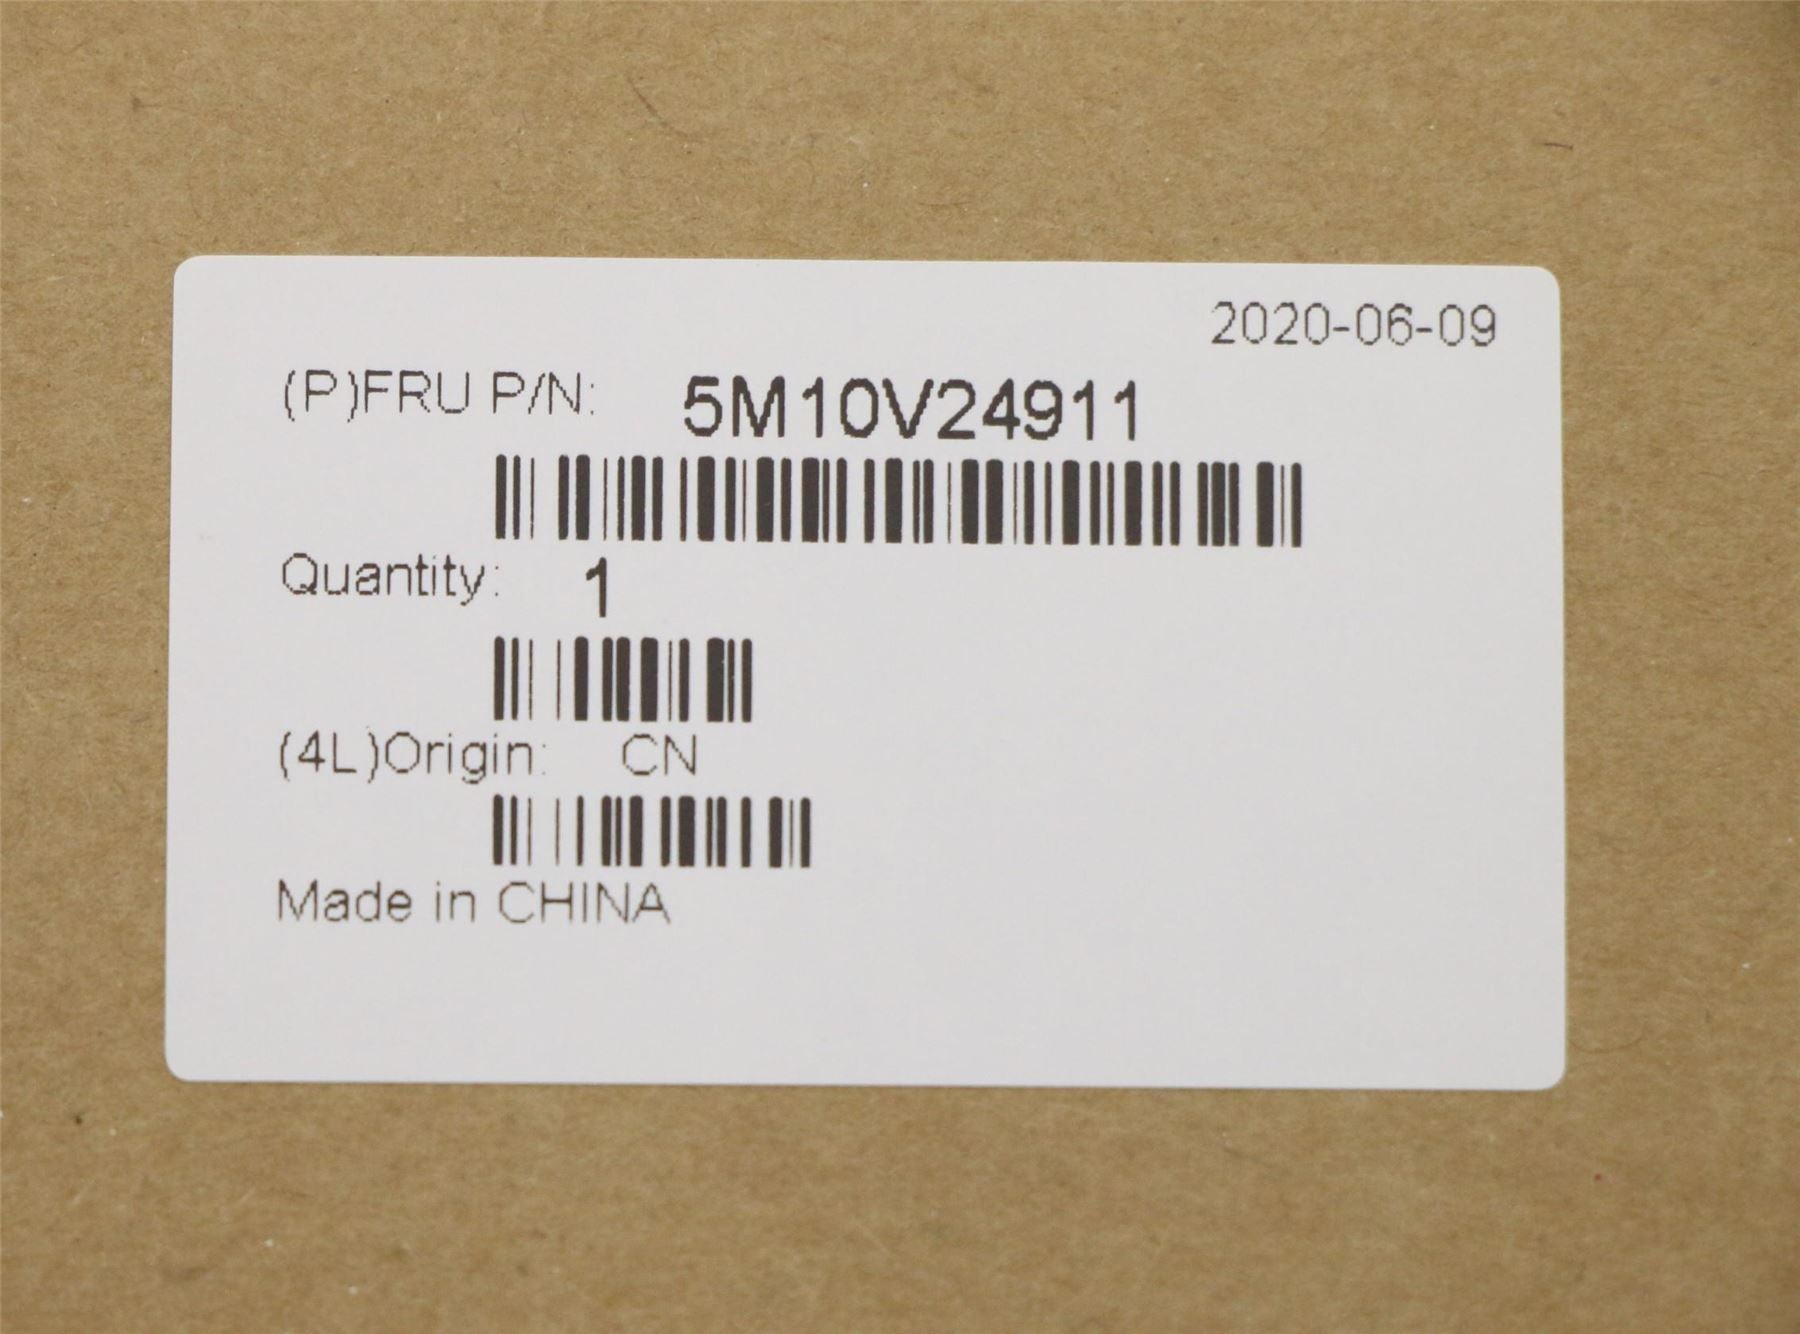 2020-06-09
(P)FRU P/N: 5M10V24911
Quantity: 1
(4L)Origin: CN
Made in CHINA